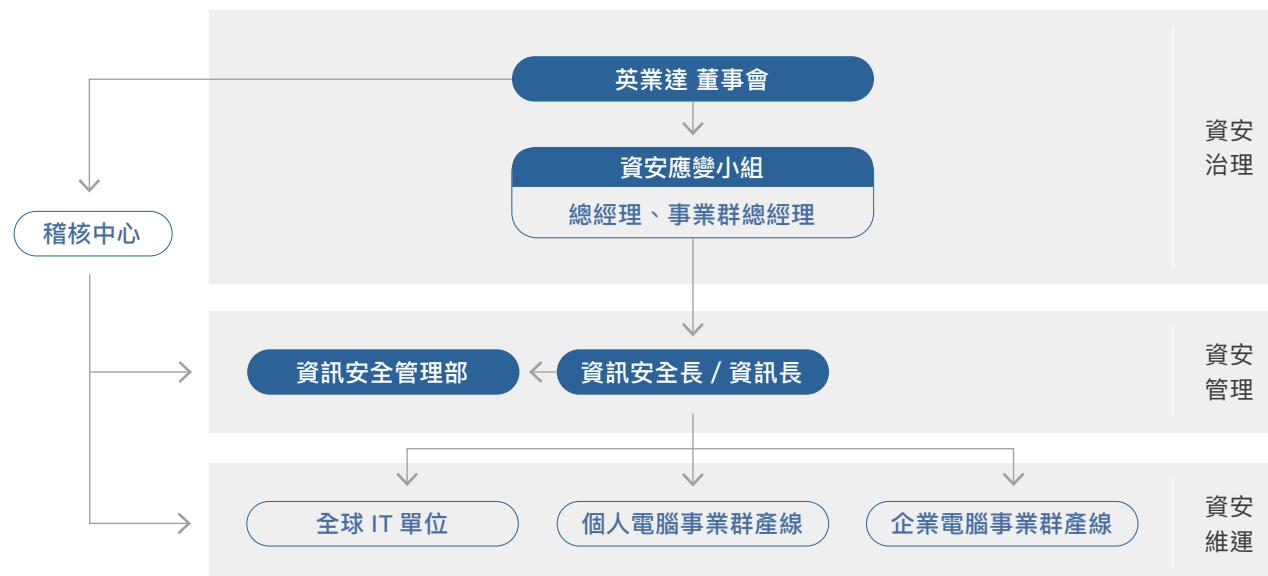 英業達 董事會
資安應變小組
總經理、事業群總經理
資安
治理
稽核中心
資訊安全管理部
資訊安全長 / 資訊長
資安
管理
全球 IT 單位
個人電腦事業群產線
企業電腦事業群產線
資安
維運